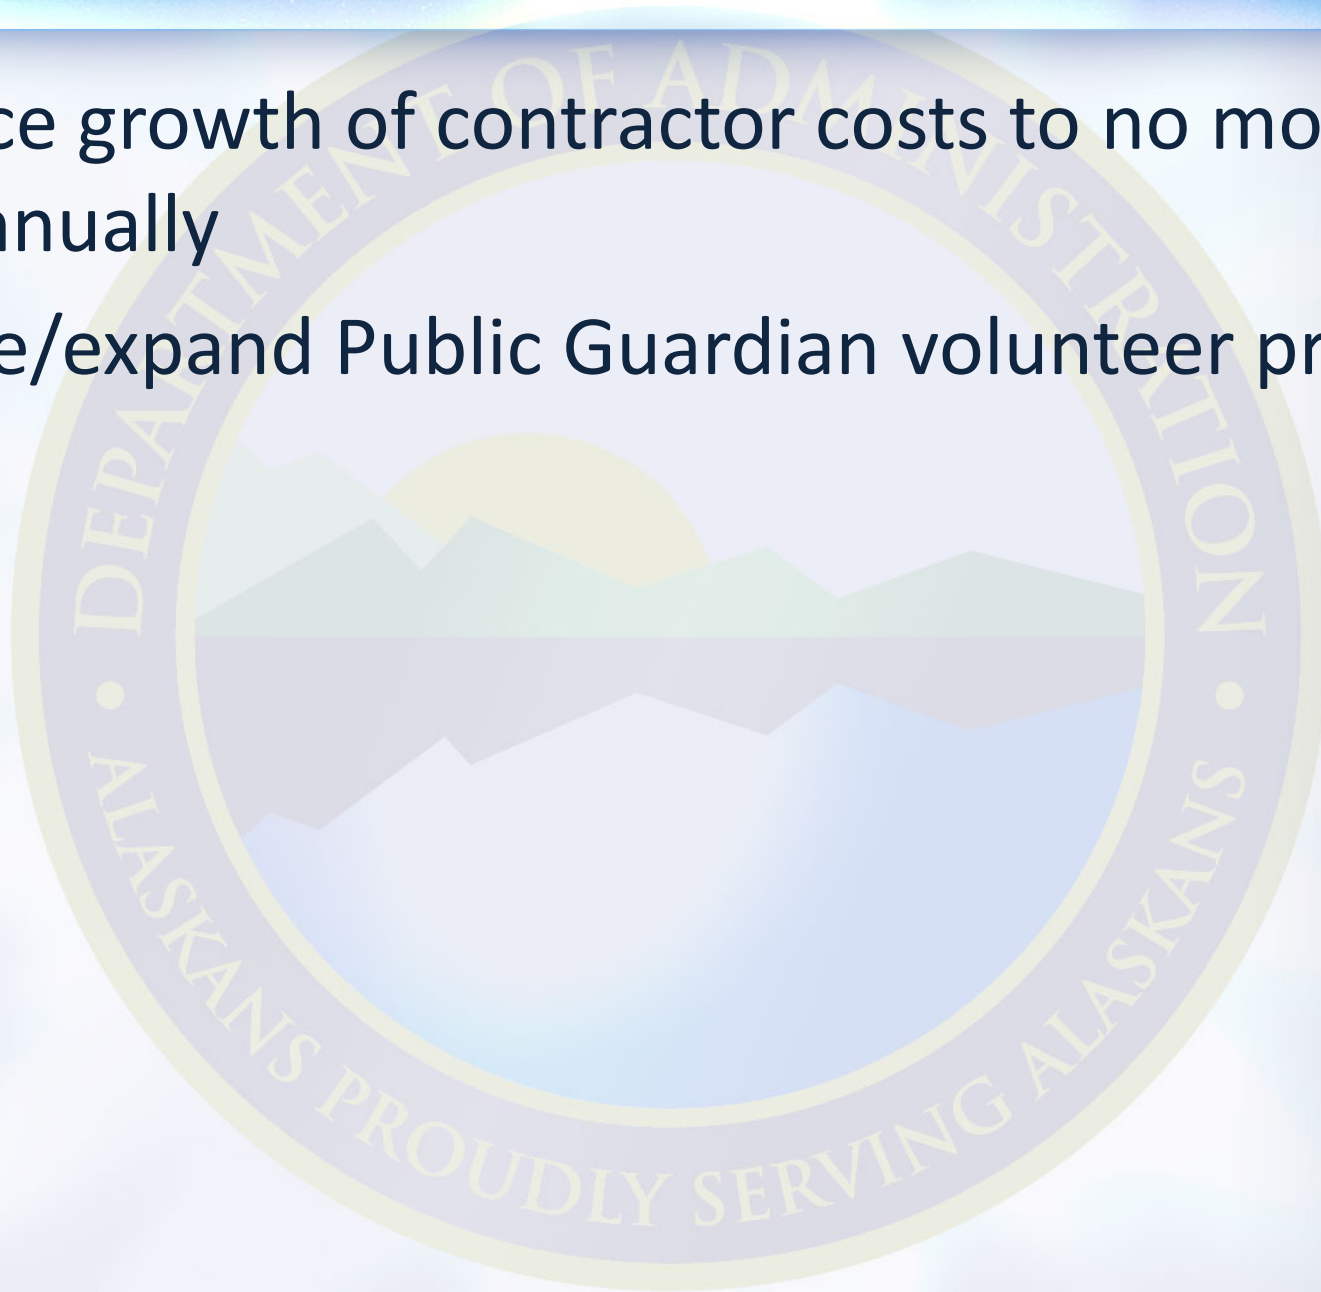 ce growth of contractor costs to no mo
nnually
e/expand Public Guardian volunteer pr
DEPARTMENT OF ADMINISTRATION
• ALASKANS PROUDLY SERVING ALASKANS •